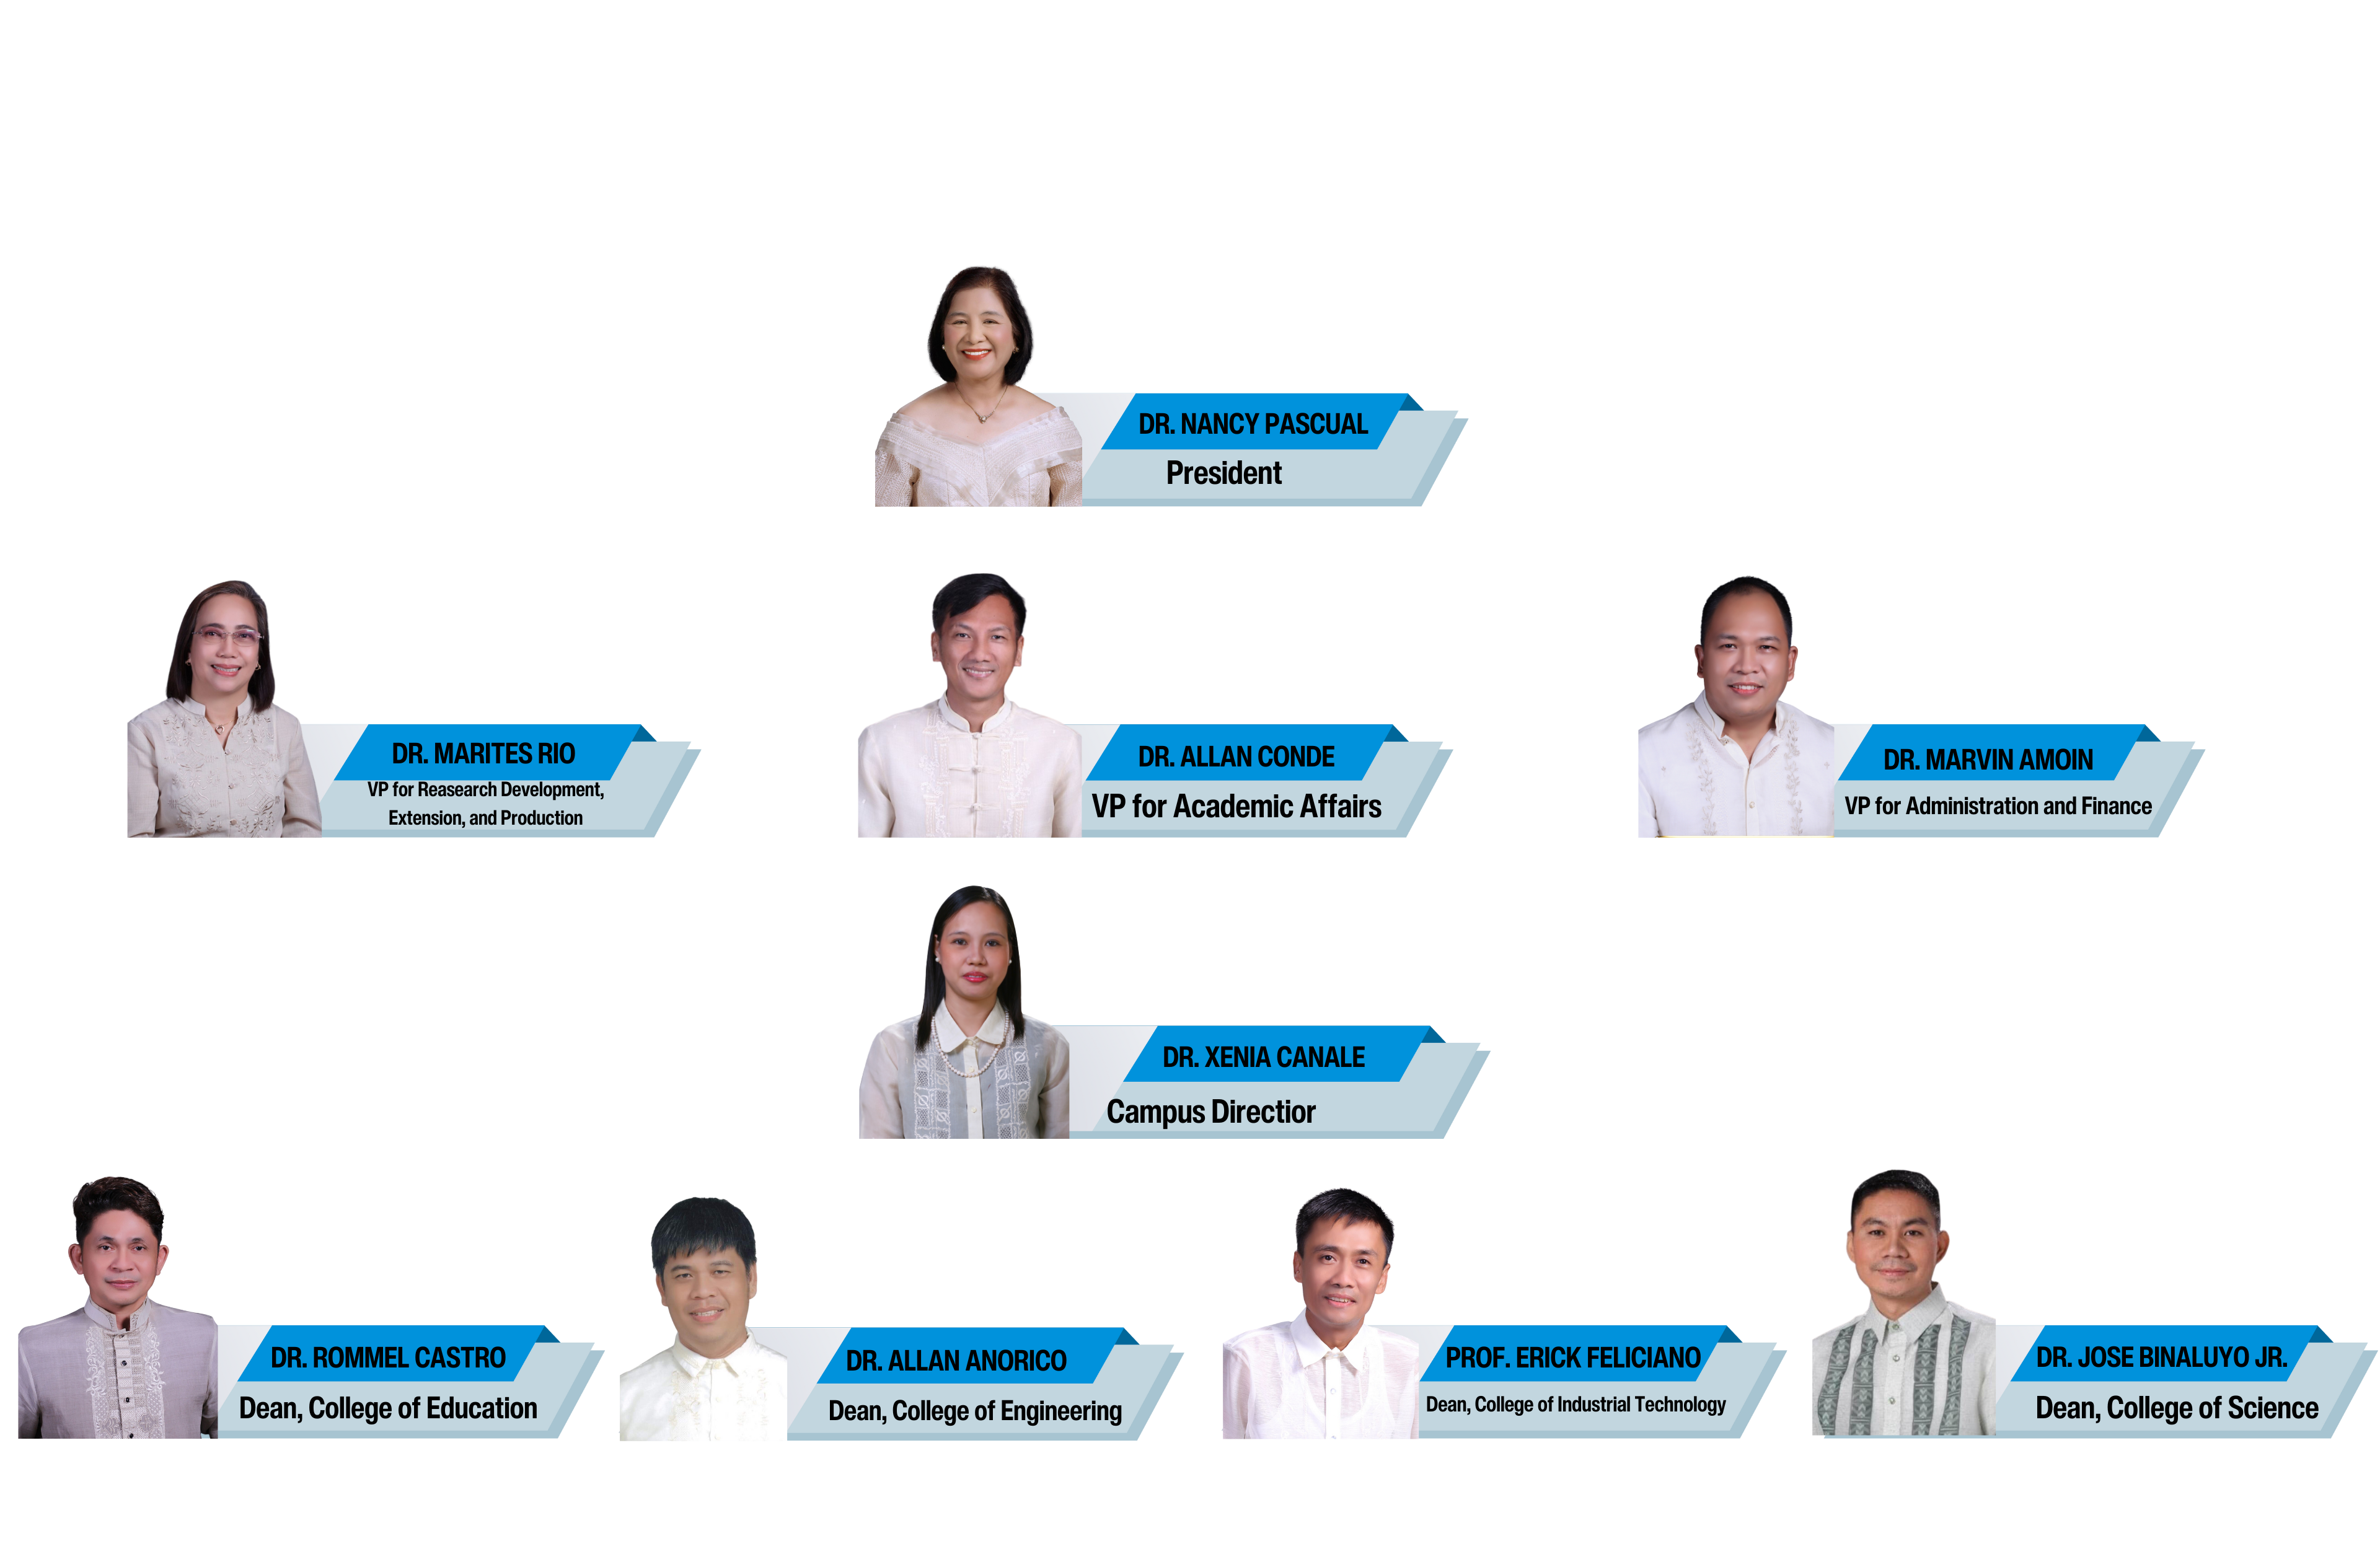 DR. NANCY PASCUAL
President
DR. MARITES RIO
VP for Reasearch Development,
Extension, and Production
DR. ALLAN CONDE
VP for Academic Affairs
DR. MARVIN AMOIN
VP for Administration and Finance
DR. XENIA CANALE
Campus Directior
DR. ROMMEL CASTRO
Dean, College of Education
DR. ALLAN ANORICO
Dean, College of Engineering
PROF. ERICK FELICIANO
Dean, College of Industrial Technology
DR. JOSE BINALUYO JR.
Dean, College of Science